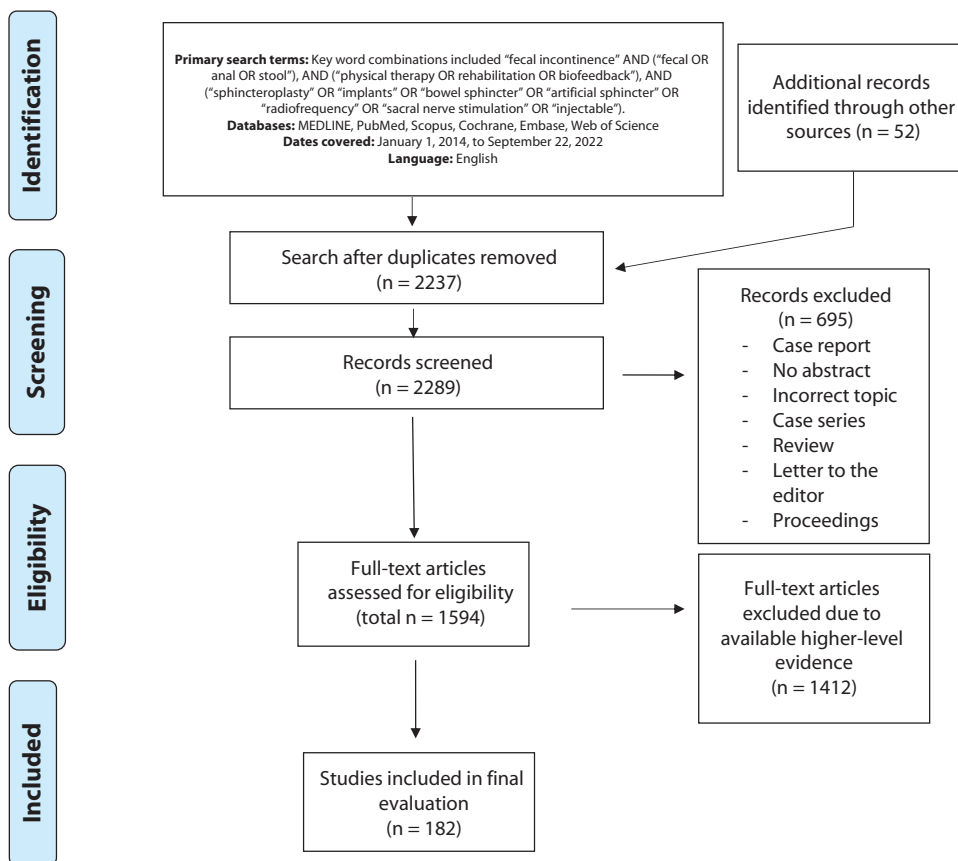 Identification
Primary search terms: Key word combinations included “fecal incontinence” AND (“fecal OR
anal OR stool”), AND (“physical therapy OR rehabilitation OR biofeedback”), AND
(“sphincteroplasty” OR “implants” OR “bowel sphincter” OR “artificial sphincter” OR
“radiofrequency” OR “sacral nerve stimulation” OR “injectable”).
Databases: MEDLINE, PubMed, Scopus, Cochrane, Embase, Web of Science
Dates covered: January 1, 2014, to September 22, 2022
Language: English
Additional records
identified through other
sources (n = 52)
Search after duplicates removed
(n = 2237)
Screening
Records screened
(n = 2289)
Records excluded
(n = 695)
- Case report
- No abstract
- Incorrect topic
- Case series
- Review
- Letter to the
editor
- Proceedings
Eligibility
Full-text articles
assessed for eligibility
(total n = 1594)
Full-text articles
excluded due to
available higher-level
evidence
(n = 1412)
Included
Studies included in final
evaluation
(n = 182)